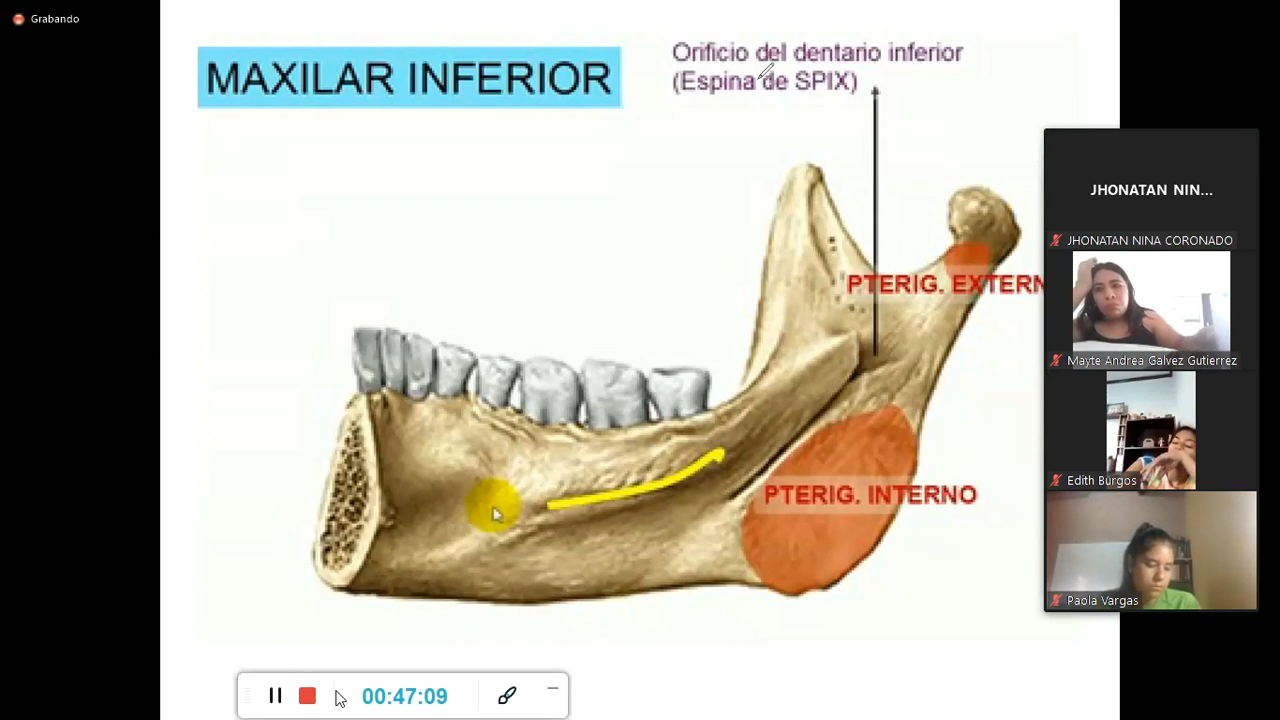 Grabando
MAXILAR INFERIOR
Orificio del dentario inferior
(Espina de SPIX)
JHONATAN NIN...
JHONATAN NINA CORONADO
PTERIG. EXTERN
Mayte Andrea Galvez Gutierrez
Edith Burgos
PTERIG. INTERNO
Paola Vargas
00:47:09